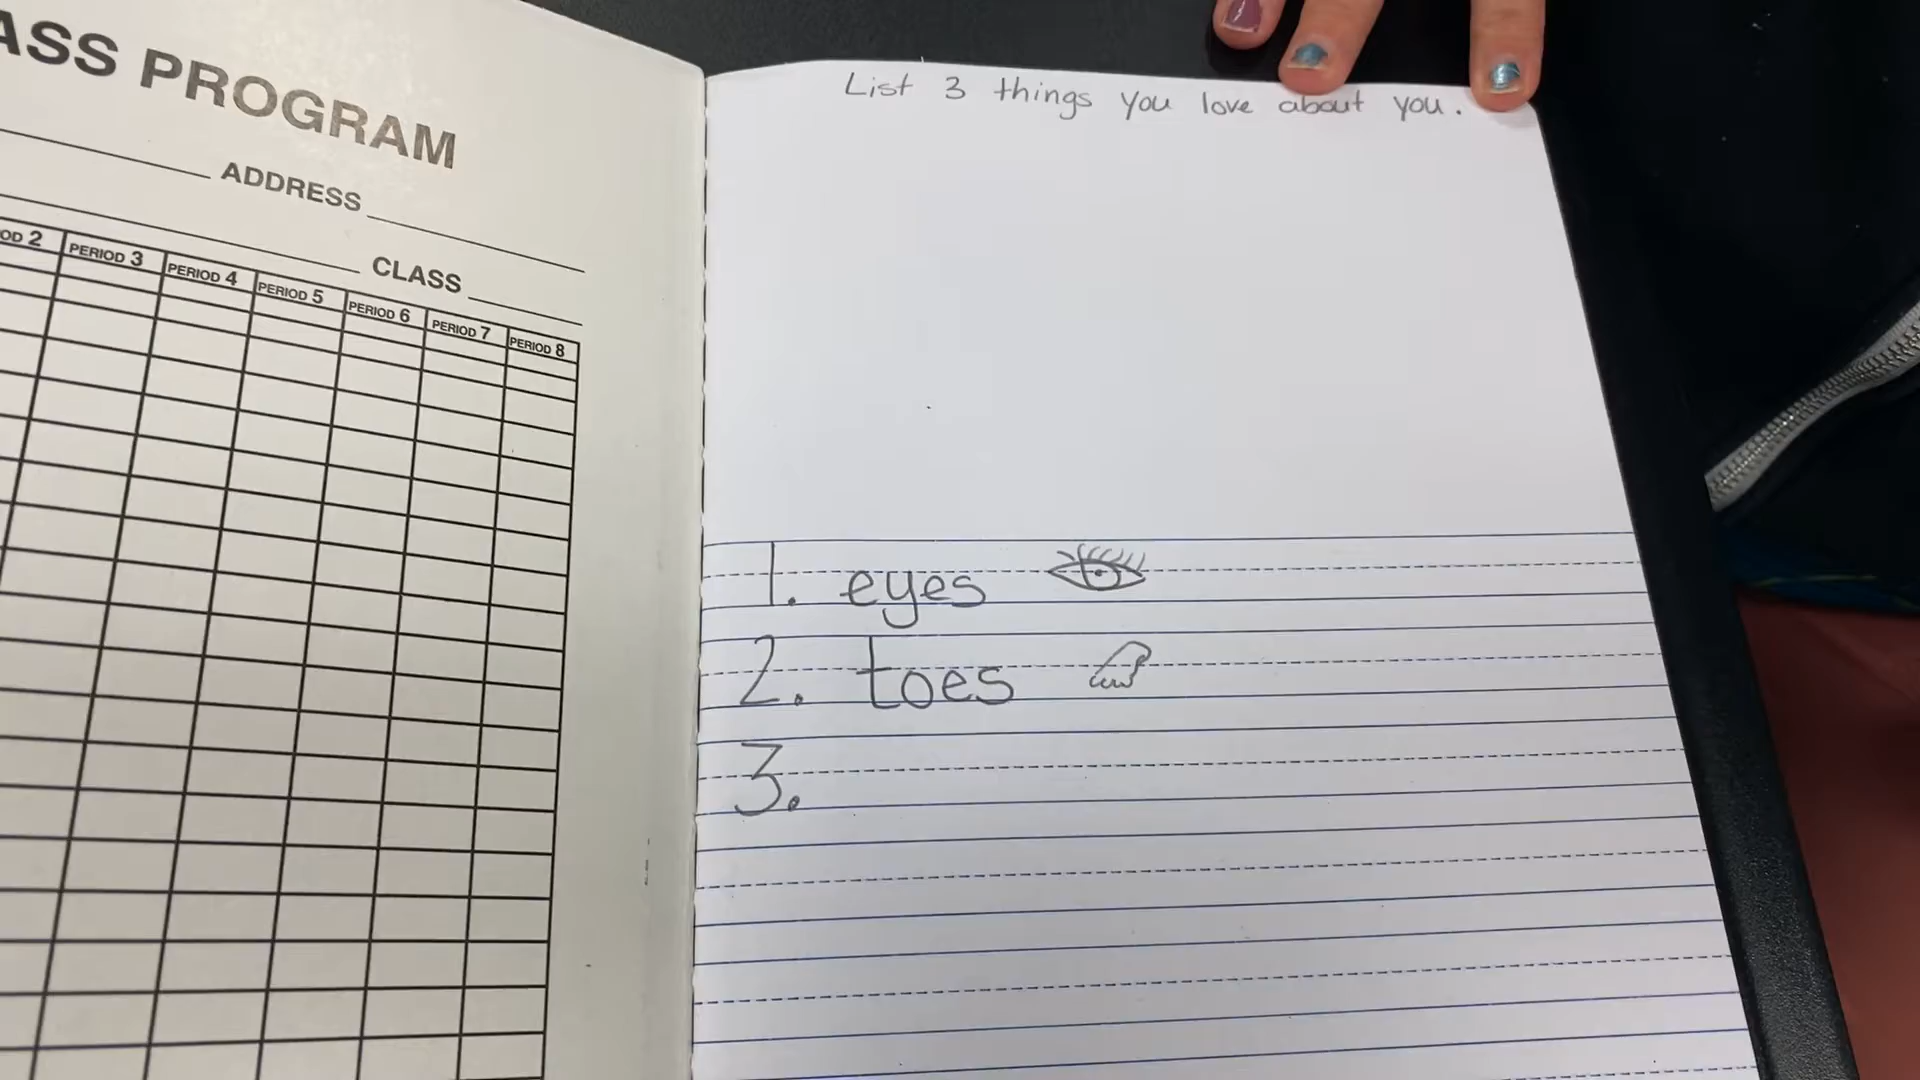 ASS PROGRAM
ADDRESS
CLASS
OD 2 PERIOD 3 PERIOD 4 PERIOD 5 PERIOD 6 PERIOD 7 PERIOD 8
List 3 things you love about you.
1. eyes
2. toes
3.